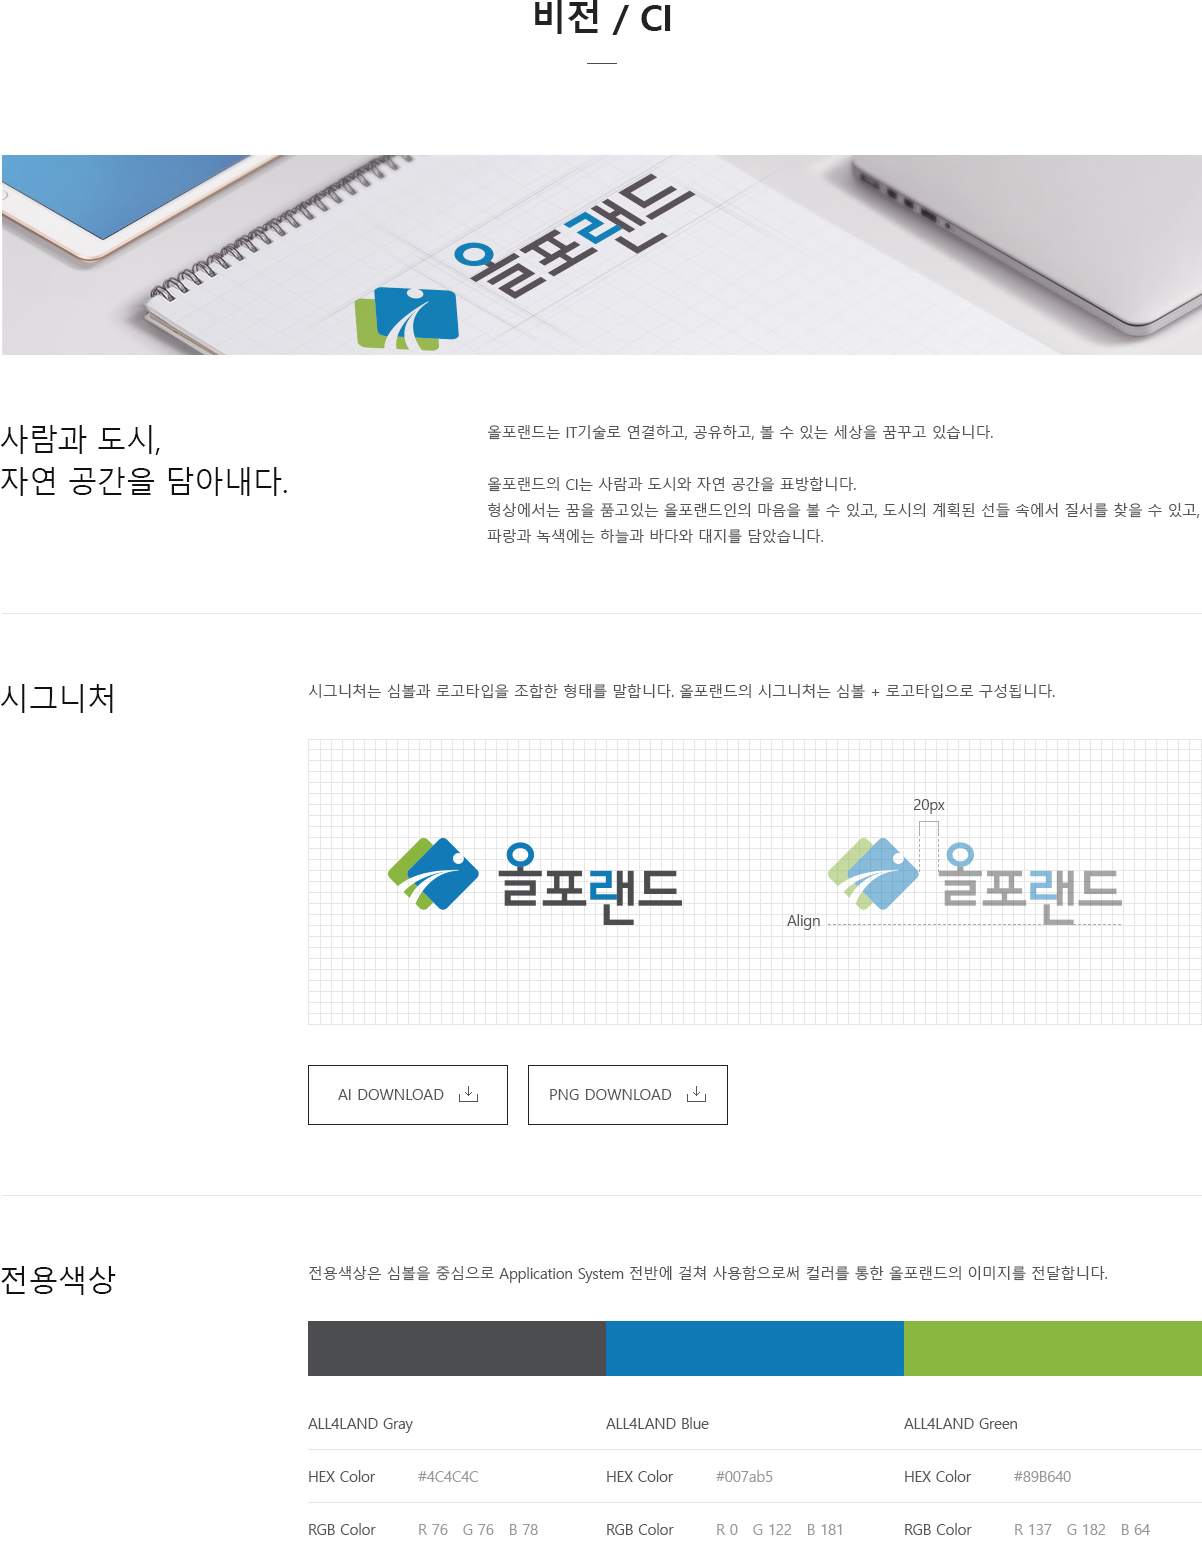 비전 / CI
올포랜드
사람과 도시,
자연 공간을 담아내다.
올포랜드는 IT기술로 연결하고, 공유하고, 볼 수 있는 세상을 꿈꾸고 있습니다.
올포랜드의 CI는 사람과 도시와 자연 공간을 표방합니다.
형상에서는 꿈을 품고있는 올포랜드인의 마음을 볼 수 있고, 도시의 계획된 선들 속에서 질서를 찾을 수 있고,
파랑과 녹색에는 하늘과 바다와 대지를 담았습니다.
시그니처
시그니처는 심볼과 로고타입을 조합한 형태를 말합니다. 올포랜드의 시그니처는 심볼 + 로고타입으로 구성됩니다.
20px
올포랜드 올포랜드
Align
AI DOWNLOAD PNG DOWNLOAD
전용색상
전용색상은 심볼을 중심으로 Application System 전반에 걸쳐 사용함으로써 컬러를 통한 올포랜드의 이미지를 전달합니다.
ALL4LAND Gray ALL4LAND Blue ALL4LAND Green
HEX Color #4C4C4C HEX Color #007ab5 HEX Color #89B640
RGB Color R 76 G 76 B 78 RGB Color R 0 G 122 B 181 RGB Color R 137 G 182 B 64